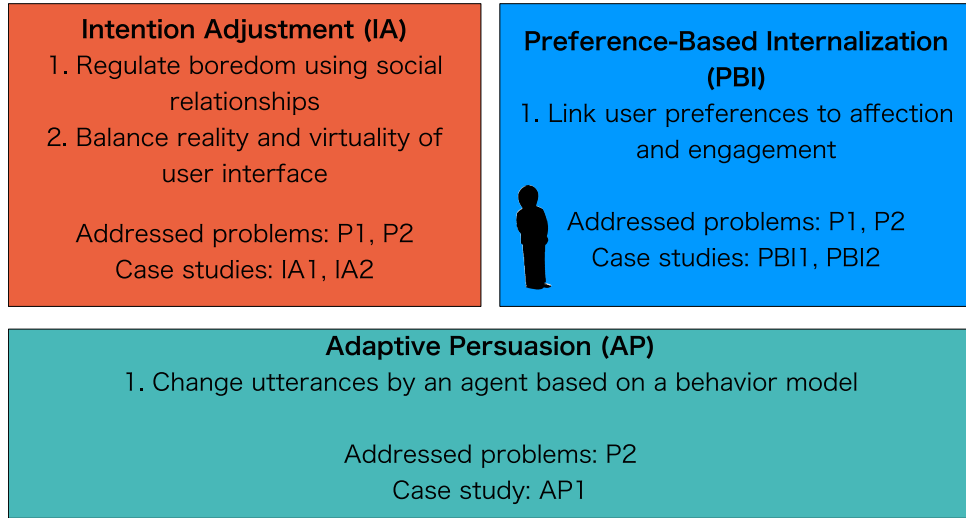 Intention Adjustment (IA)
1. Regulate boredom using social
relationships
2. Balance reality and virtuality of
user interface
Addressed problems: P1, P2
Case studies: IA1, IA2
Preference-Based Internalization
(PBI)
1. Link user preferences to affection
and engagement
Addressed problems: P1, P2
Case studies: PBI1, PBI2
Adaptive Persuasion (AP)
1. Change utterances by an agent based on a behavior model
Addressed problems: P2
Case study: AP1